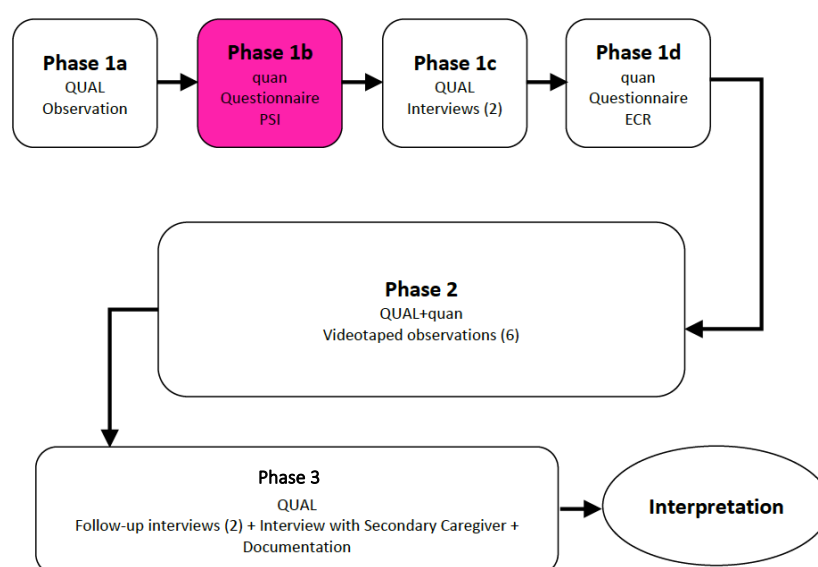 Phase 1a
QUAL
Observation
Phase 1b
quan
Questionnaire
PSI
Phase 1c
QUAL
Interviews (2)
Phase 1d
quan
Questionnaire
ECR
Phase 2
QUAL+quan
Videotaped observations (6)
Phase 3
QUAL
Follow-up interviews (2) + Interview with Secondary Caregiver +
Documentation
Interpretation